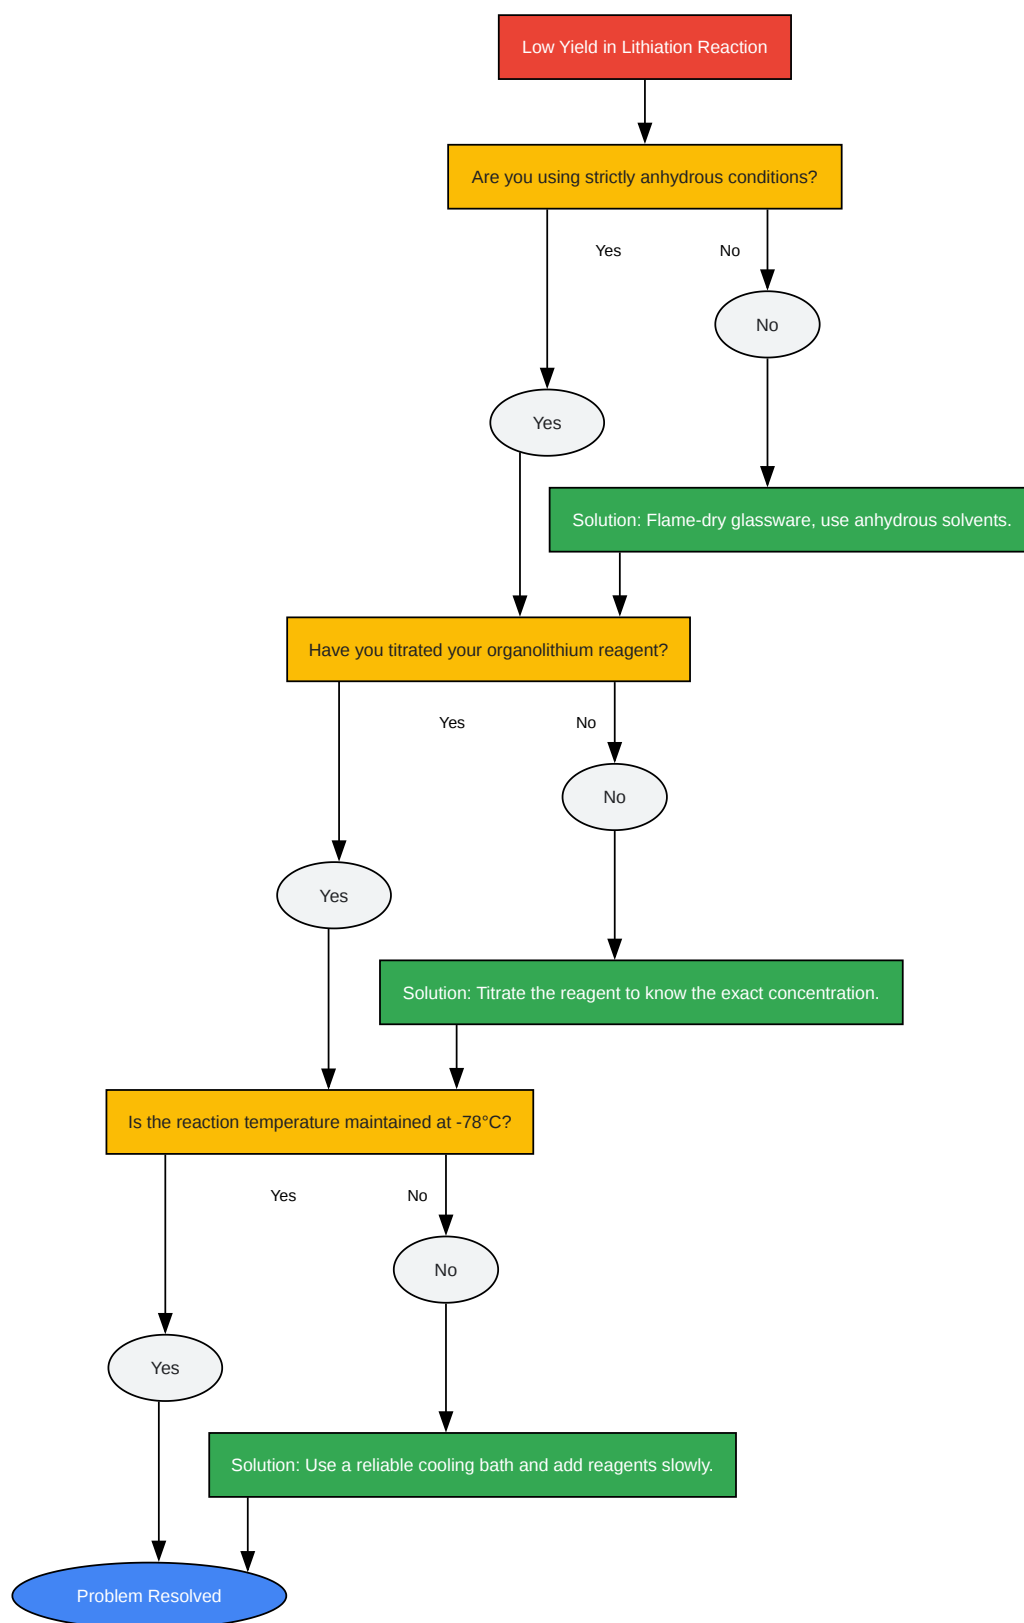 Low Yield in Lithiation Reaction
Are you using strictly anhydrous conditions?
Yes
No
No
Yes
Solution: Flame-dry glassware, use anhydrous solvents.
Have you titrated your organolithium reagent?
Yes
No
No
Yes
Solution: Titrate the reagent to know the exact concentration.
Is the reaction temperature maintained at -78°C?
Yes
No
No
Yes
Solution: Use a reliable cooling bath and add reagents slowly.
Problem Resolved